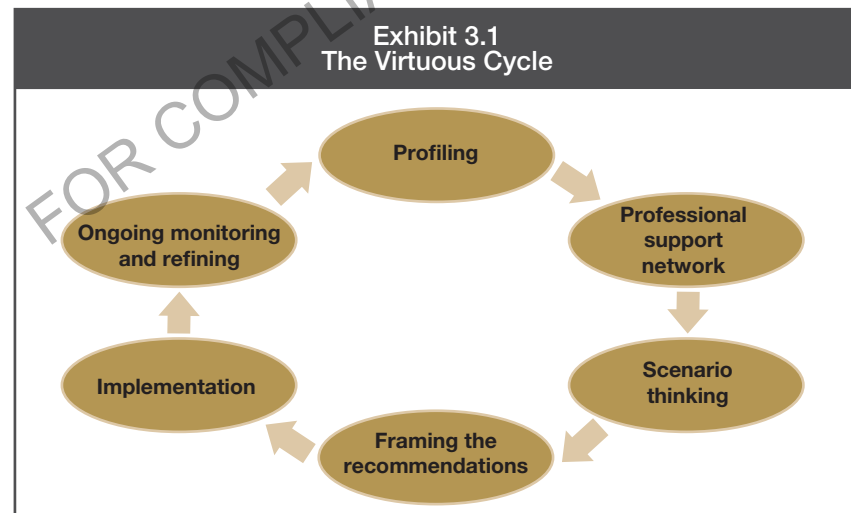 Exhibit 3.1
The Virtuous Cycle
Profiling
Professional
support
network
Scenario
thinking
Framing the
recommendations
Implementation
Ongoing monitoring
and refining
FOR COMPLIA